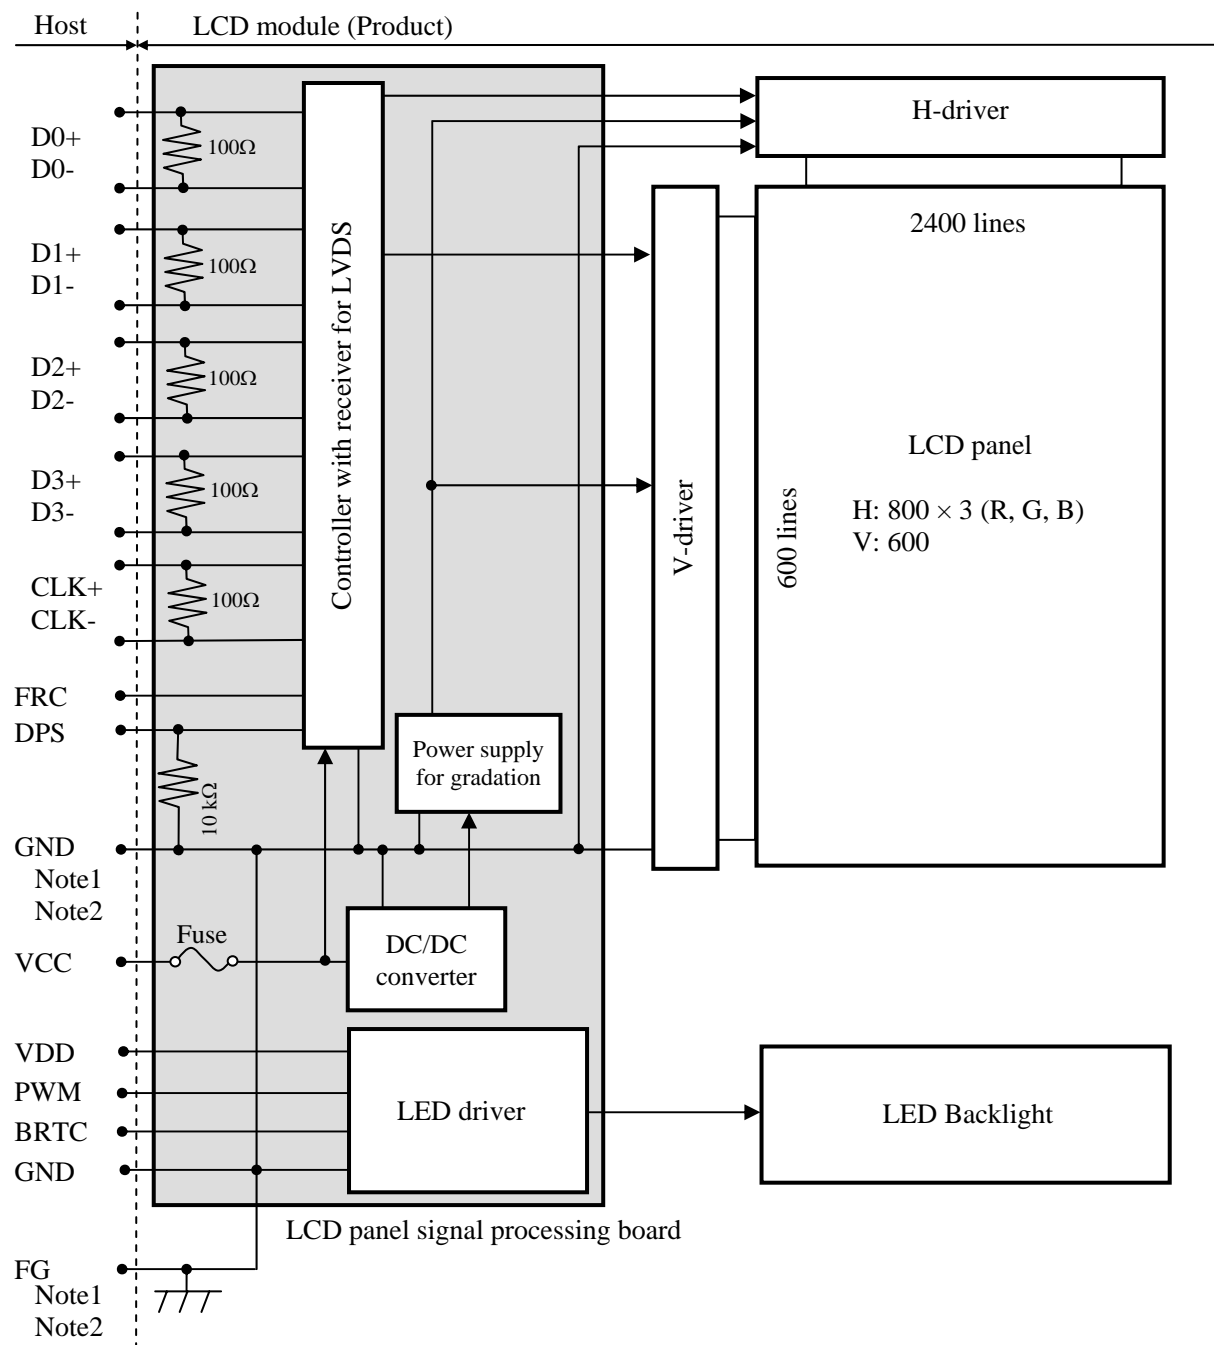 Host
LCD module (Product)
D0+
D0-
100Ω
D1+
D1-
100Ω
D2+
D2-
100Ω
D3+
D3-
100Ω
CLK+
CLK-
100Ω
FRC
DPS
10 kΩ
GND
Note1
Note2
VCC
Fuse
VDD
PWM
BRTC
GND
FG
Note1
Note2
Controller with receiver for LVDS
Power supply
for gradation
DC/DC
converter
LED driver
LCD panel signal processing board
H-driver
V-driver
2400 lines
600 lines
LCD panel
H: 800 × 3 (R, G, B)
V: 600
LED Backlight